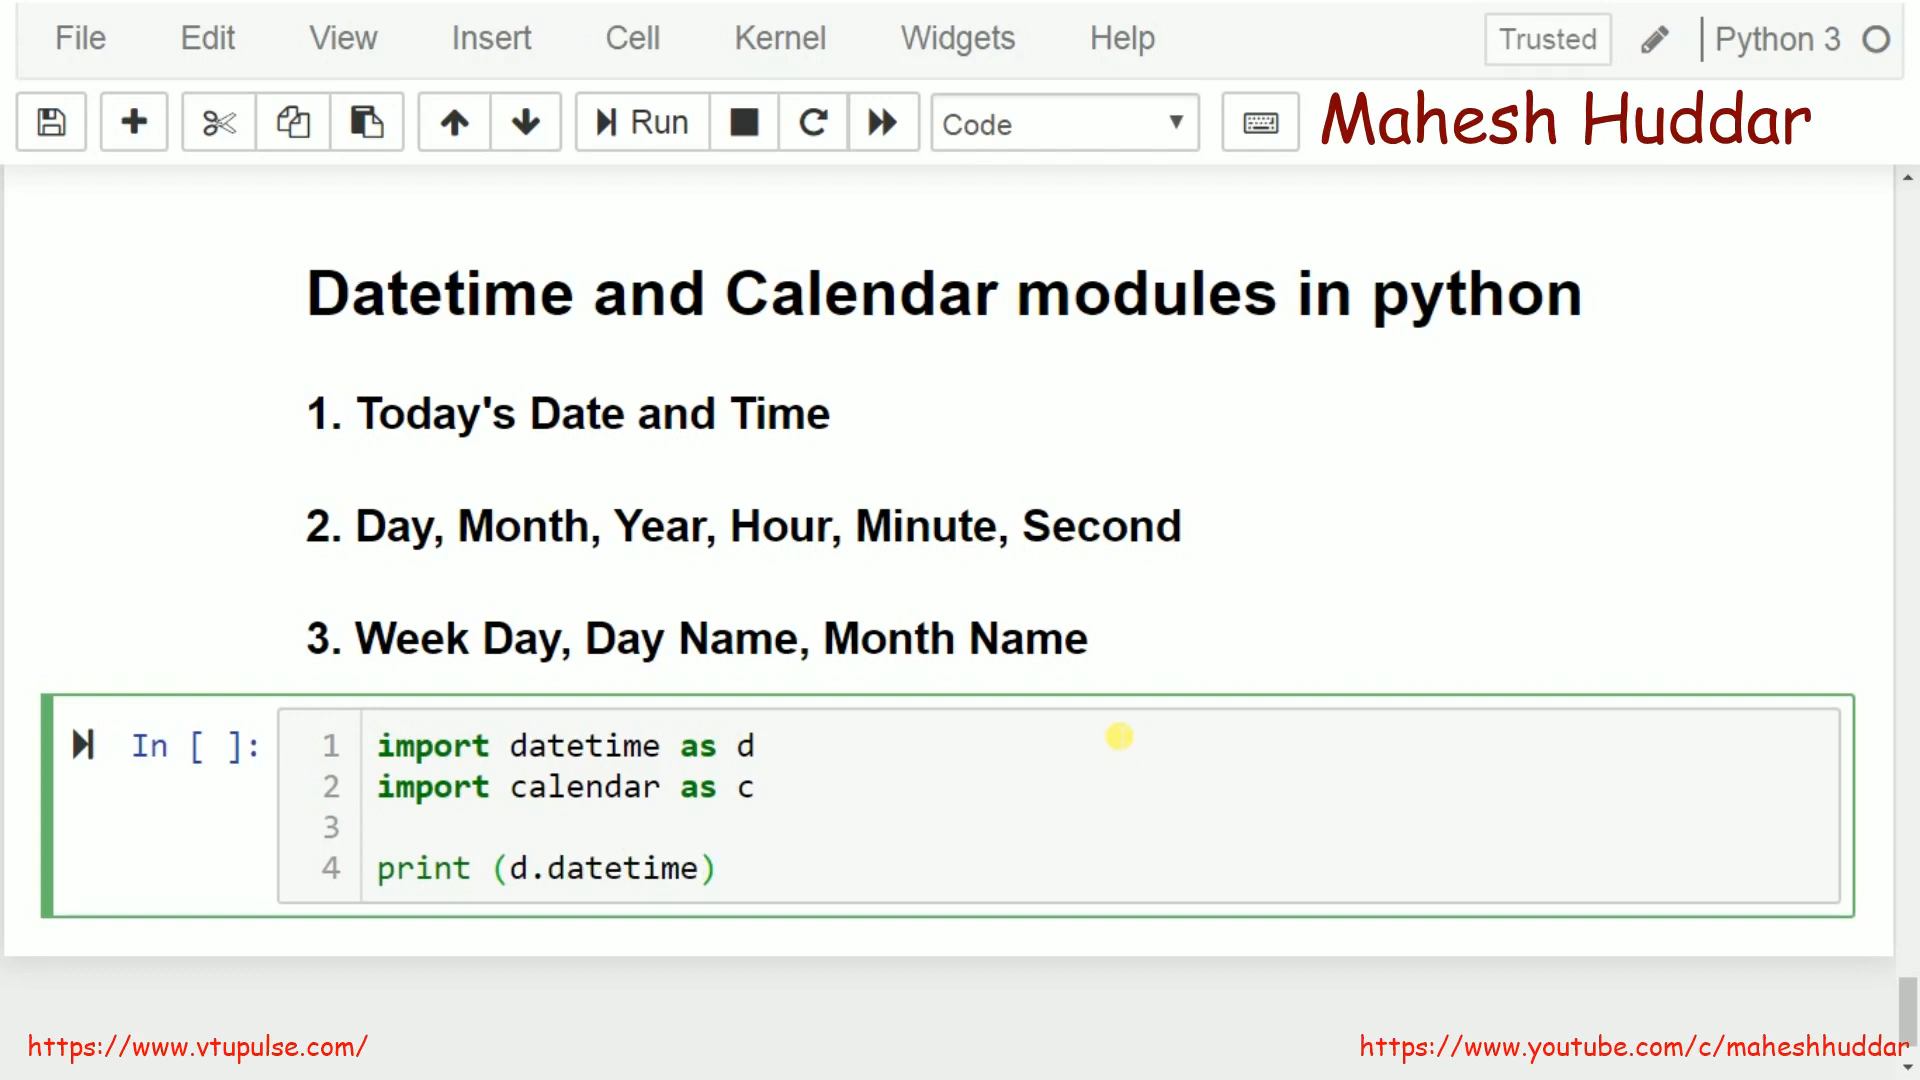 File Edit View Insert Cell Kernel Widgets Help Trusted Python 3
Run Code Mahesh Huddar
Datetime and Calendar modules in python
1. Today's Date and Time
2. Day, Month, Year, Hour, Minute, Second
3. Week Day, Day Name, Month Name
In [ ]: 1 import datetime as d
2 import calendar as c
3
4 print (d.datetime)
https://www.vtupulse.com/ https://www.youtube.com/c/maheshhuddar